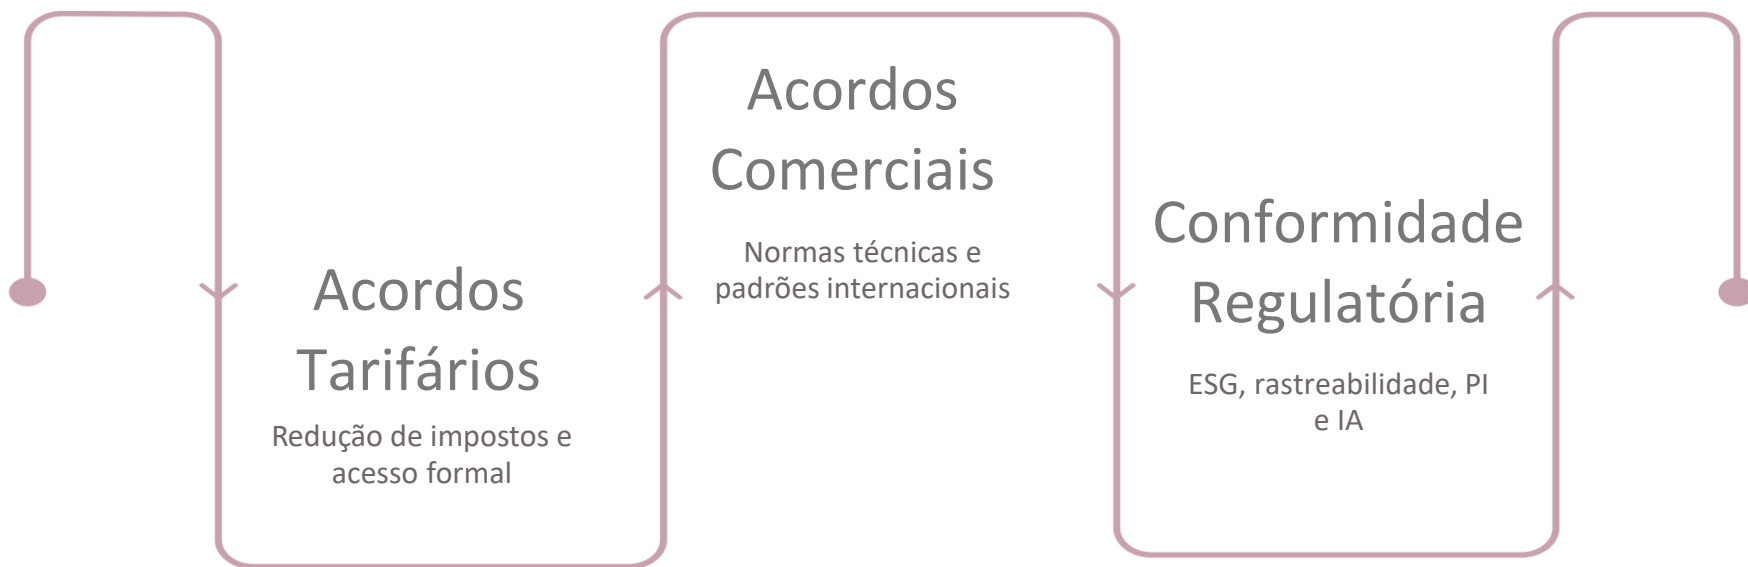 Acordos
Tarifários
Redução de impostos e
acesso formal
Acordos
Comerciais
Normas técnicas e
padrões internacionais
Conformidade
Regulatória
ESG, rastreabilidade, PI
e IA